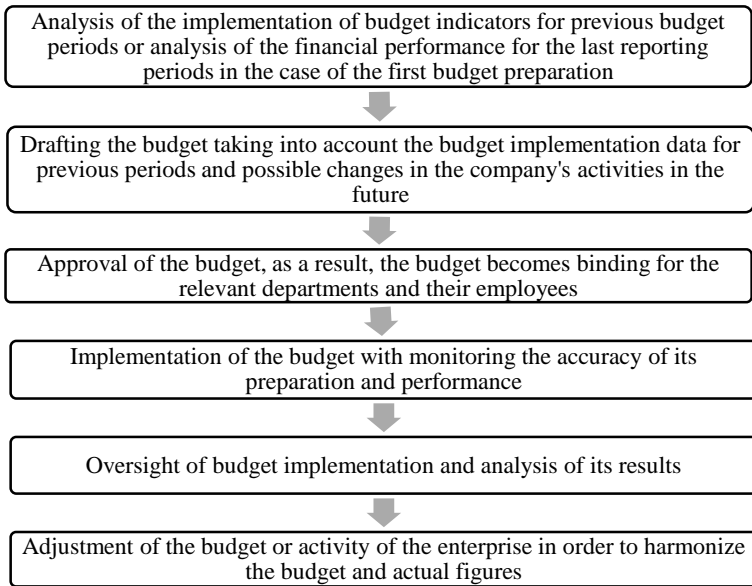 Analysis of the implementation of budget indicators for previous budget
periods or analysis of the financial performance for the last reporting
periods in the case of the first budget preparation
Drafting the budget taking into account the budget implementation data for
previous periods and possible changes in the company's activities in the
future
Approval of the budget, as a result, the budget becomes binding for the
relevant departments and their employees
Implementation of the budget with monitoring the accuracy of its
preparation and performance
Oversight of budget implementation and analysis of its results
Adjustment of the budget or activity of the enterprise in order to harmonize
the budget and actual figures